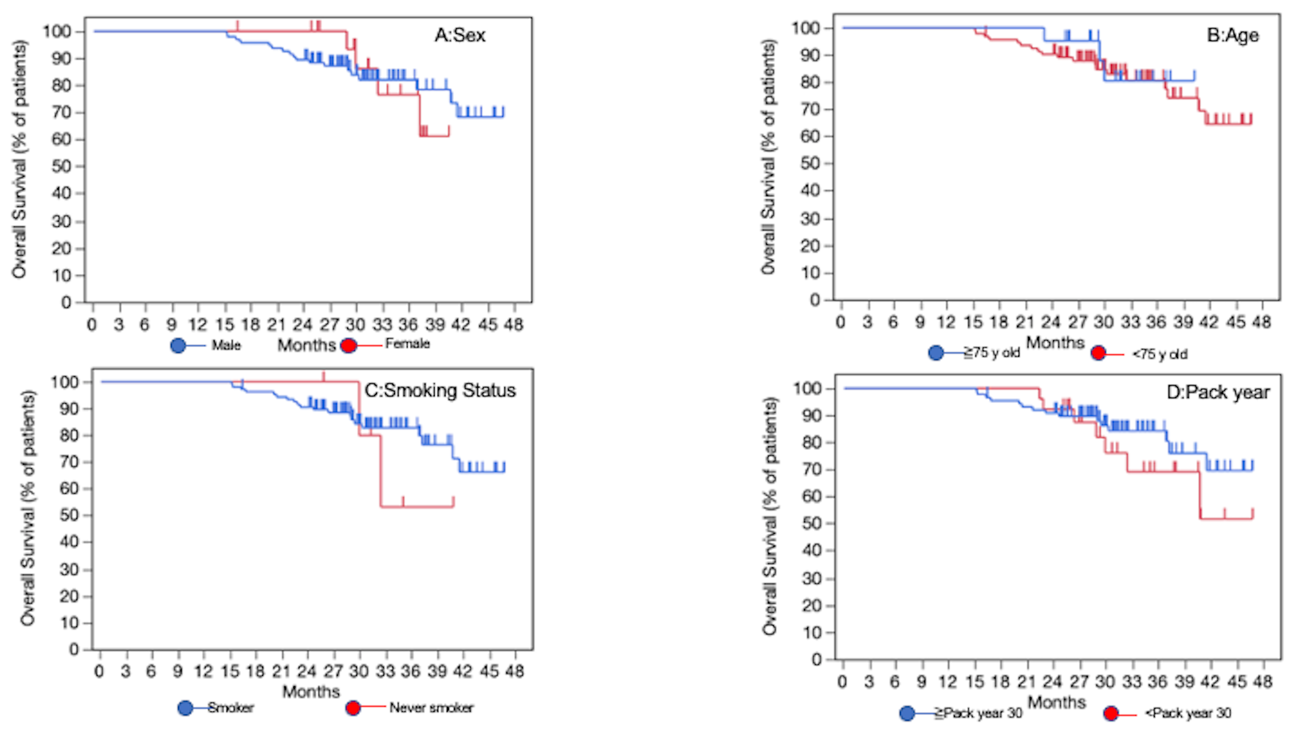 A:Sex
Overall Survival (% of patients)
100
90
80
70
60
50
40
30
20
10
0
0 3 6 9 12 15 18 21 24 27 30 33 36 39 42 45 48
Months
Male
Female
B:Age
Overall Survival (% of patients)
100
90
80
70
60
50
40
30
20
10
0
0 3 6 9 12 15 18 21 24 27 30 33 36 39 42 45 48
Months
≧75 y old
<75 y old
C:Smoking Status
Overall Survival (% of patients)
100
90
80
70
60
50
40
30
20
10
0
0 3 6 9 12 15 18 21 24 27 30 33 36 39 42 45 48
Months
Smoker
Never smoker
D:Pack year
Overall Survival (% of patients)
100
90
80
70
60
50
40
30
20
10
0
0 3 6 9 12 15 18 21 24 27 30 33 36 39 42 45 48
Months
≧Pack year 30
<Pack year 30